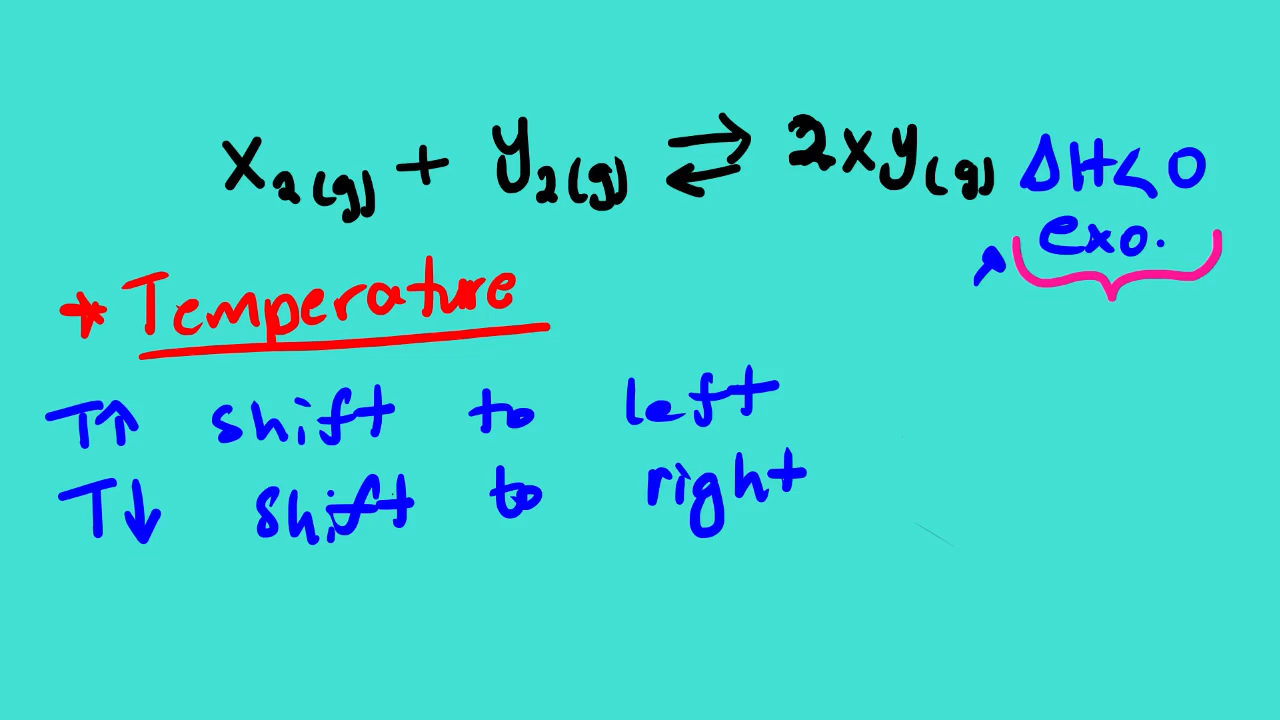 x₂(g) + y₂(g) ⇄ 2xy(g) ΔH<0
exo.
* Temperature
T↑ shift to left
T↓ shift to right